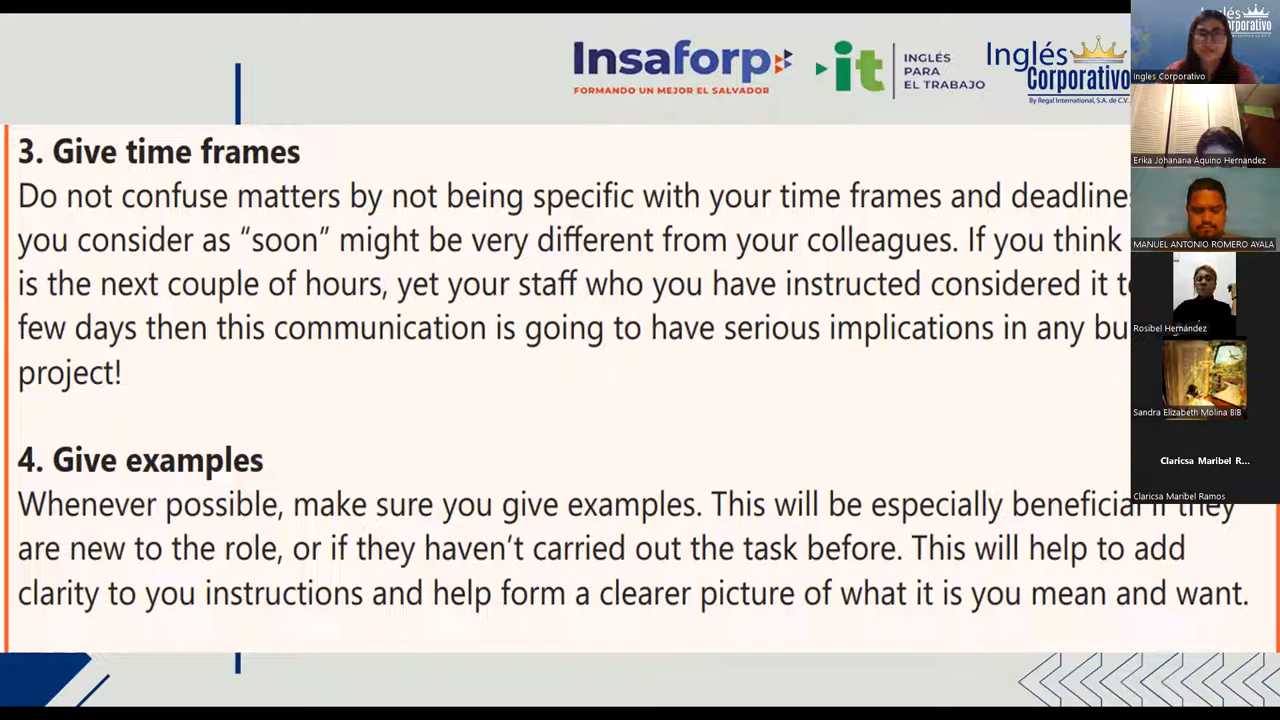 Insaforp
FORMANDO UN MEJOR EL SALVADOR
it
INGLÉS
PARA
EL TRABAJO
Inglés
Corporativo
By Regal International, S.A. de C.V.
3. Give time frames
Do not confuse matters by not being specific with your time frames and deadline
you consider as “soon” might be very different from your colleagues. If you think
is the next couple of hours, yet your staff who you have instructed considered it
few days then this communication is going to have serious implications in any bu
project!
4. Give examples
Whenever possible, make sure you give examples. This will be especially beneficial if they
are new to the role, or if they haven’t carried out the task before. This will help to add
clarity to you instructions and help form a clearer picture of what it is you mean and want.
Ingles Corporativo
Erika Johanana Aquino Hernandez
MANUEL ANTONIO ROMERO AYALA
Rosibel Hernández
Sandra Elizabeth Molina BIB
Claricsa Maribel R...
Claricsa Maribel Ramos